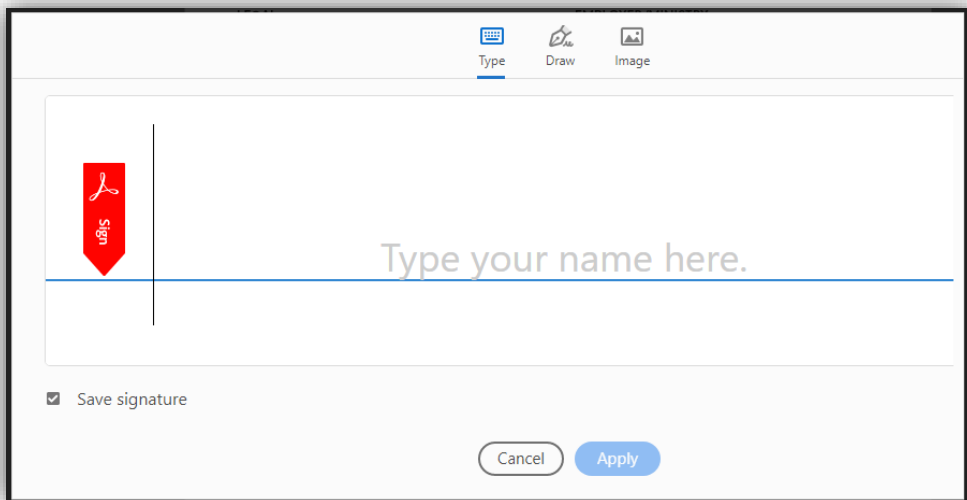 Type Draw Image
Sign
Type your name here.
Save signature
Cancel Apply